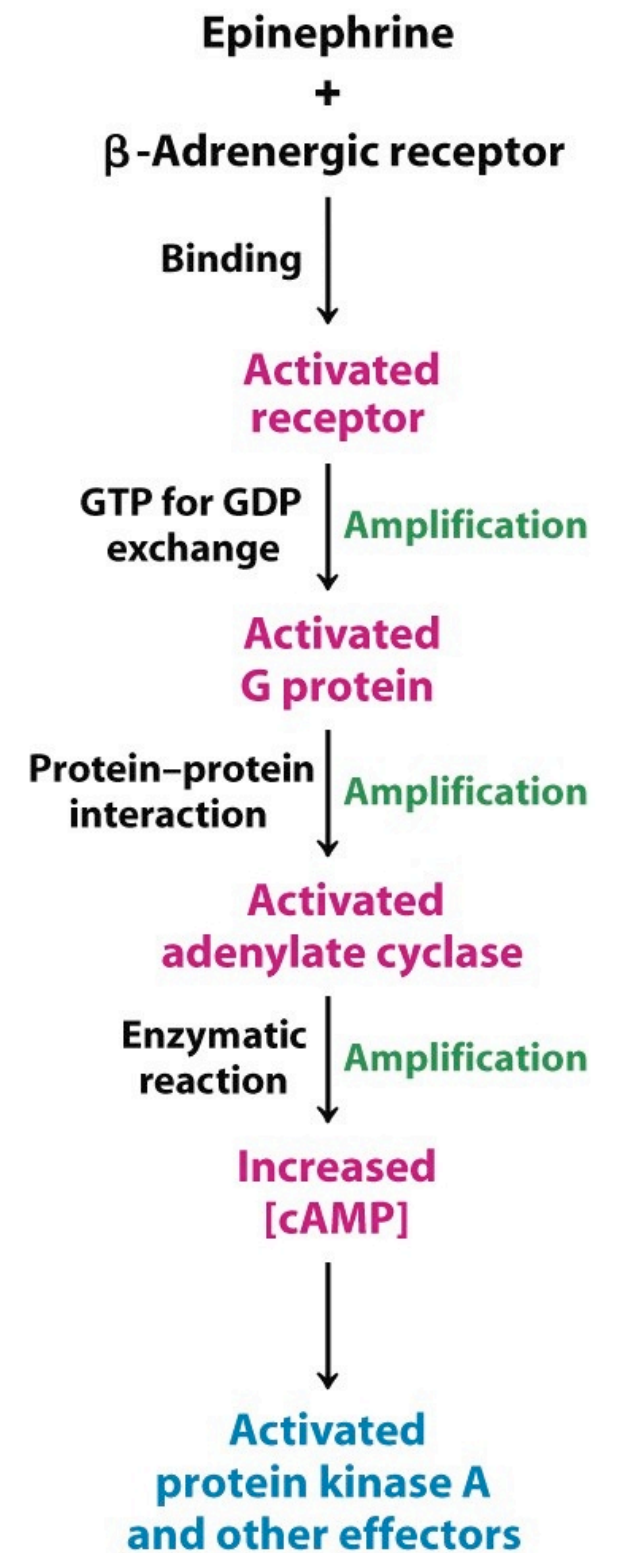 Epinephrine
+
β-Adrenergic receptor
Binding
Activated
receptor
GTP for GDP
exchange
Amplification
Activated
G protein
Protein–protein
interaction
Amplification
Activated
adenylate cyclase
Enzymatic
reaction
Amplification
Increased
[cAMP]
Activated
protein kinase A
and other effectors